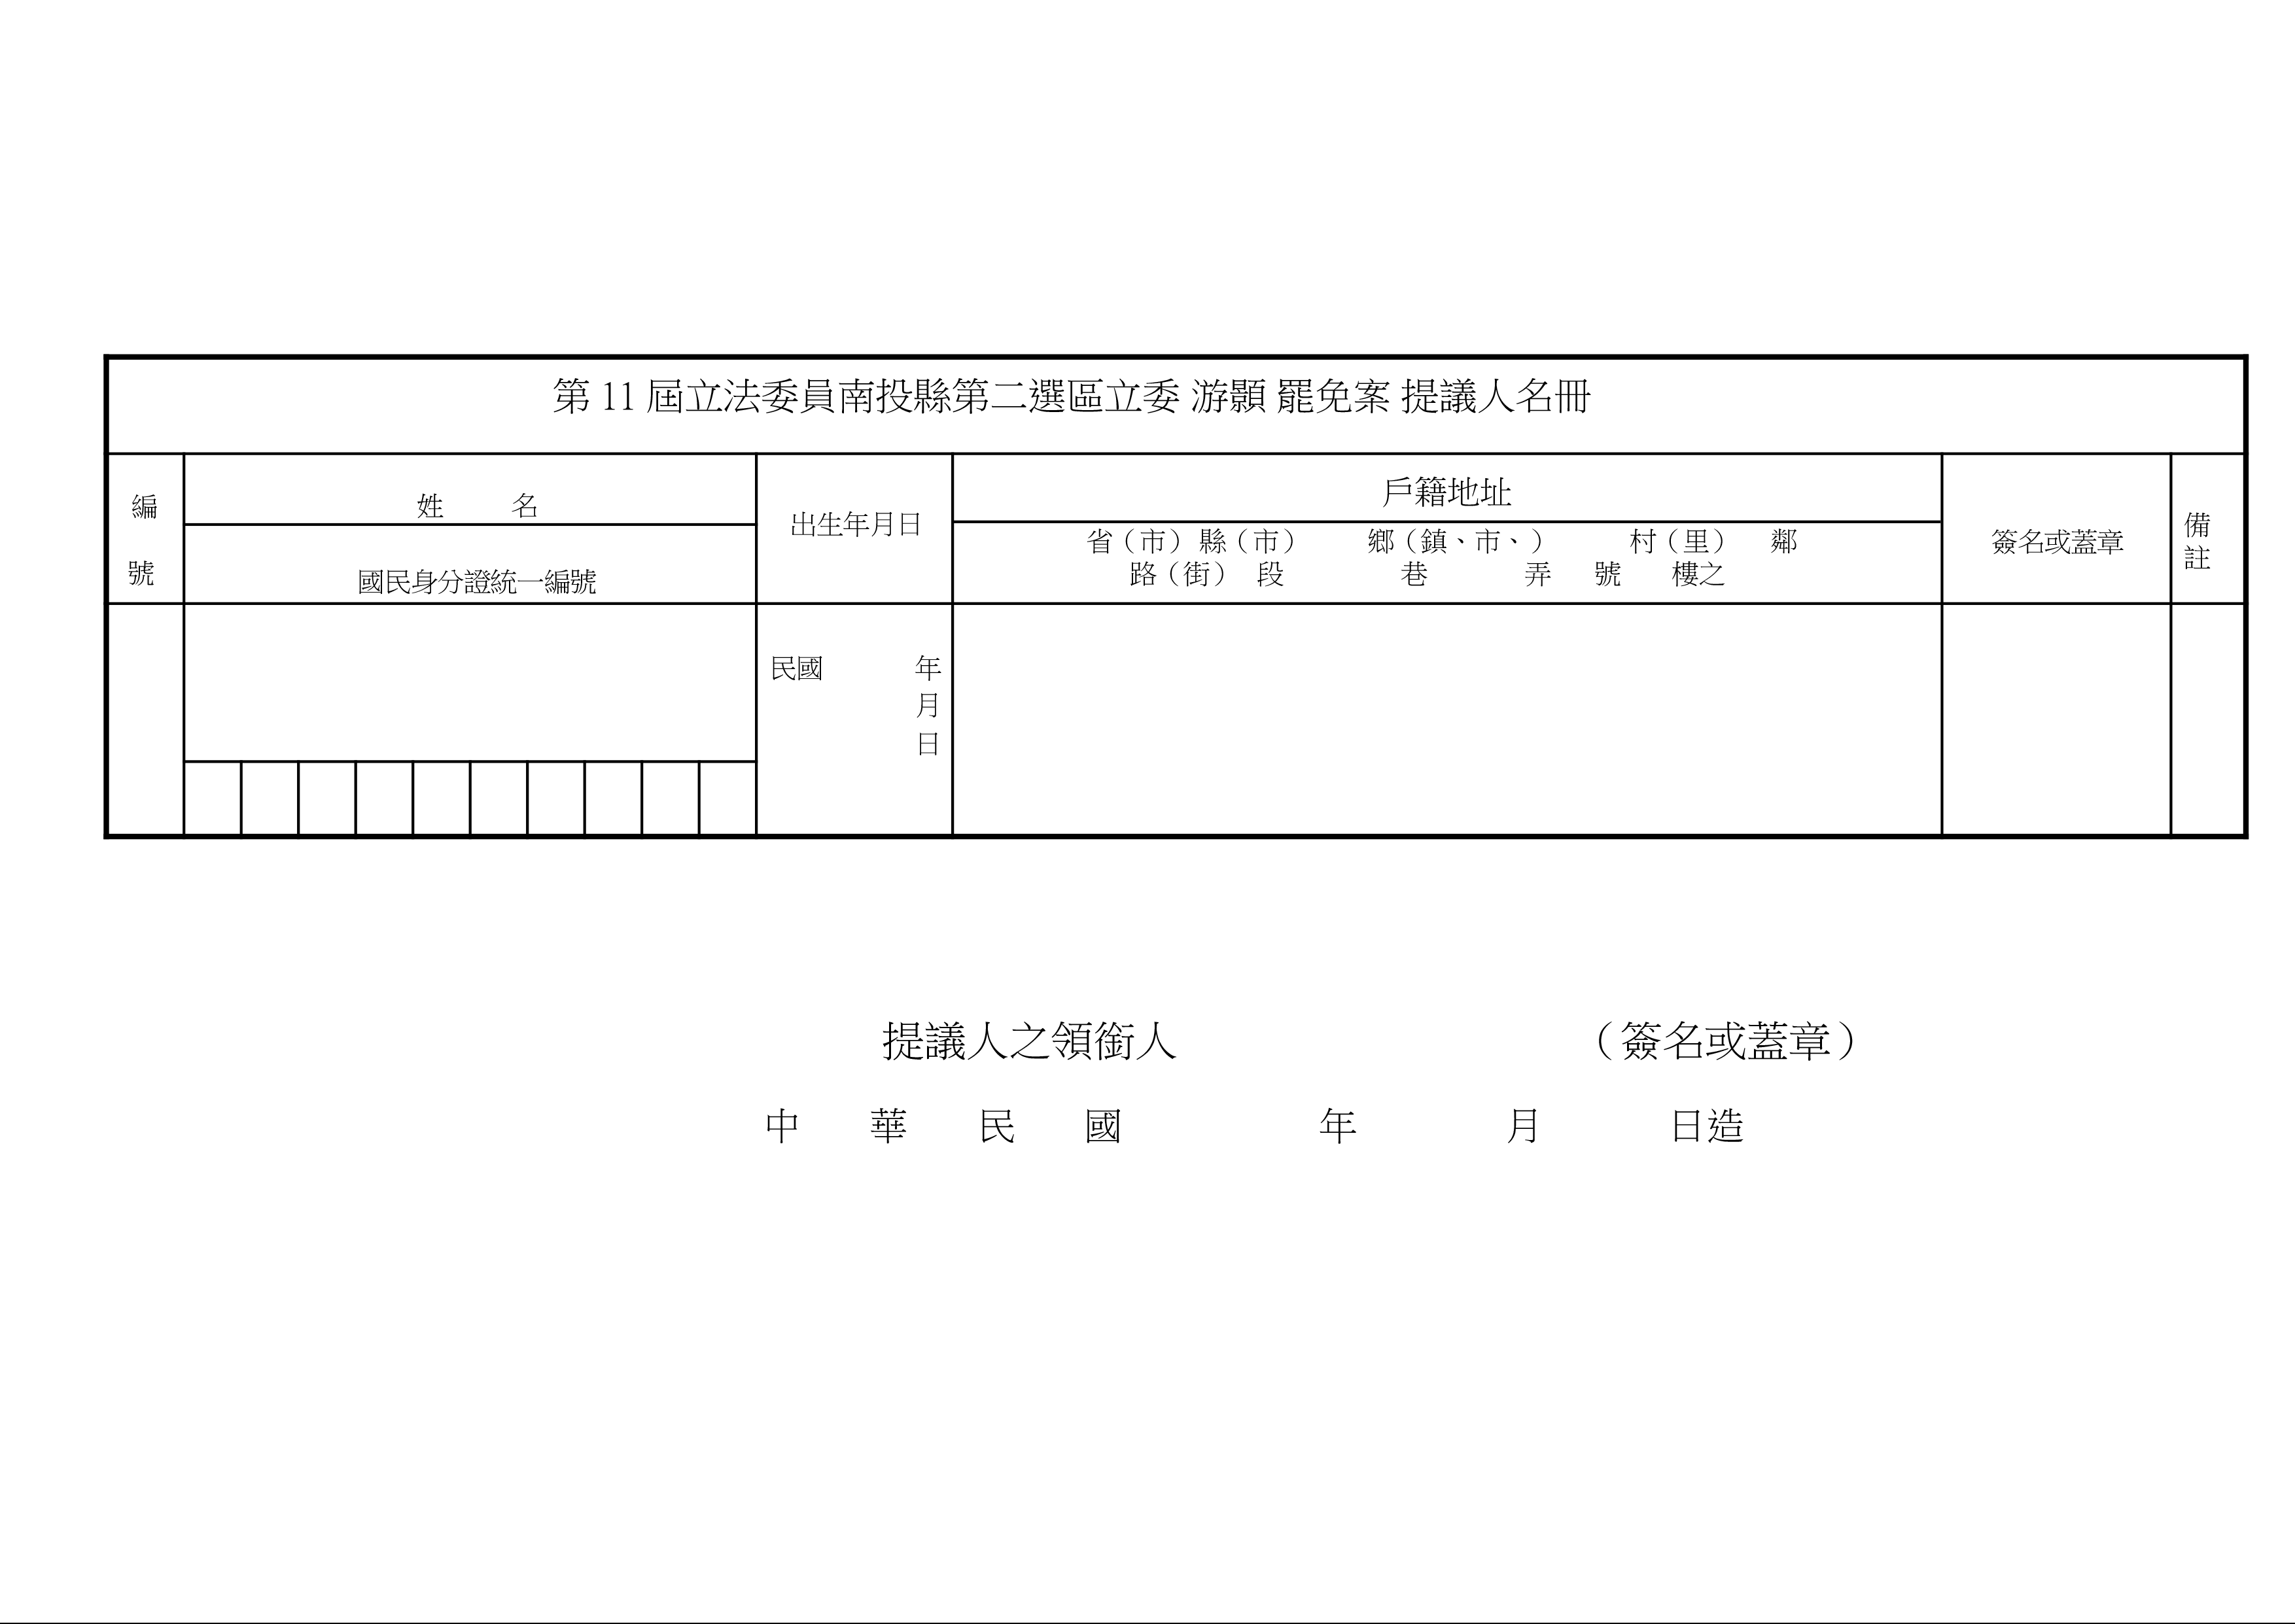 第 11 屆立法委員南投縣第二選區立委 游顥 罷免案 提議人名冊
編
號
姓 名
國民身分證統一編號
出生年月日
戶籍地址
省（市）縣（市） 鄉（鎮、市、） 村（里） 鄰
路（街） 段 巷 弄 號 樓之
簽名或蓋章
備
註
民國 年
月
日
提議人之領銜人 （簽名或蓋章）
中 華 民 國 年 月 日造